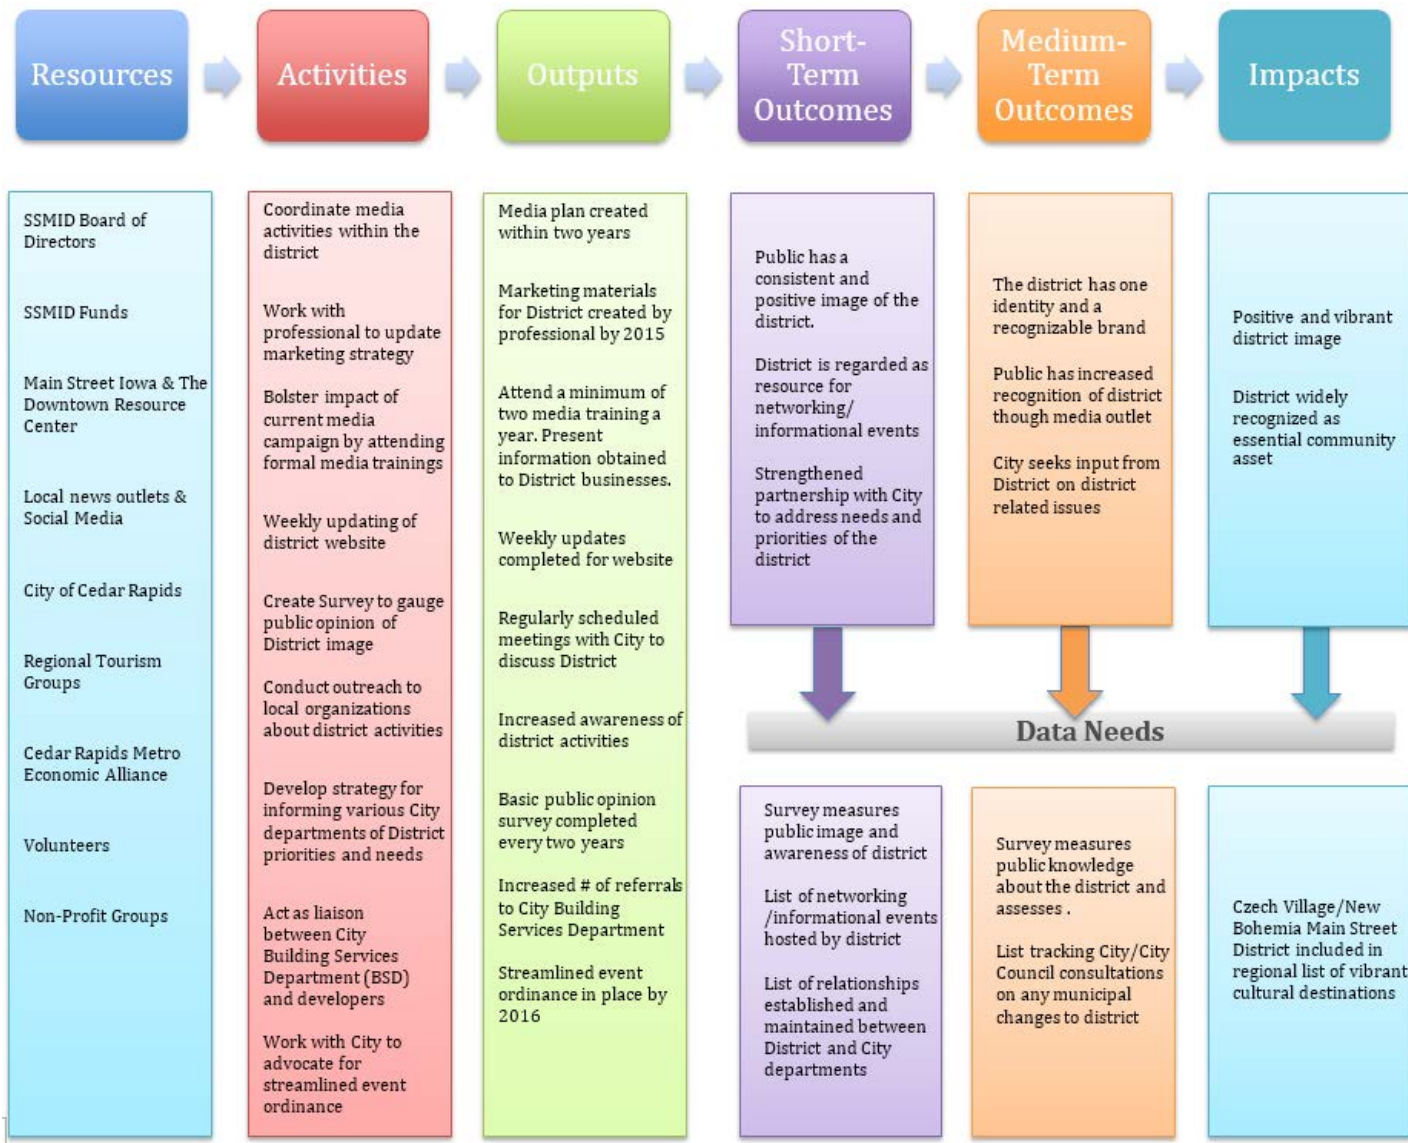 Resources
Activities
Outputs
Short-
Term
Outcomes
Medium-
Term
Outcomes
Impacts
SSMID Board of
Directors
SSMID Funds
Main Street Iowa & The
Downtown Resource
Center
Local news outlets &
Social Media
City of Cedar Rapids
Regional Tourism
Groups
Cedar Rapids Metro
Economic Alliance
Volunteers
Non-Profit Groups
Coordinate media
activities within the
district
Work with
professional to update
marketing strategy
Bolster impact of
current media
campaign by attending
formal media trainings
Weekly updating of
district website
Create Survey to gauge
public opinion of
District image
Conduct outreach to
local organizations
about district activities
Develop strategy for
informing various City
departments of District
priorities and needs
Act as liaison
between City
Building Services
Department (BSD)
and developers
Work with City to
advocate for
streamlined event
ordinance
Media plan created
within two years
Marketing materials
for District created by
professional by 2015
Attend a minimum of
two media training a
year. Present
information obtained
to District businesses.
Weekly updates
completed for website
Regularly scheduled
meetings with City to
discuss District
Increased awareness of
district activities
Basic public opinion
survey completed
every two years
Increased # of referrals
to City Building
Services Department
Streamlined event
ordinance in place by
2016
Public has a
consistent and
positive image of the
district.
District is regarded as
resource for
networking/
informational events
Strengthened
partnership with City
to address needs and
priorities of the
district
The district has one
identity and a
recognizable brand
Public has increased
recognition of district
though media outlet
City seeks input from
District on district
related issues
Positive and vibrant
district image
District widely
recognized as
essential community
asset
Data Needs
Survey measures
public image and
awareness of district
List of networking
/informational events
hosted by district
List of relationships
established and
maintained between
District and City
departments
Survey measures
public knowledge
about the district and
assesses .
List tracking City/City
Council consultations
on any municipal
changes to district
Czech Village/New
Bohemia Main Street
District included in
regional list of vibrant
cultural destinations